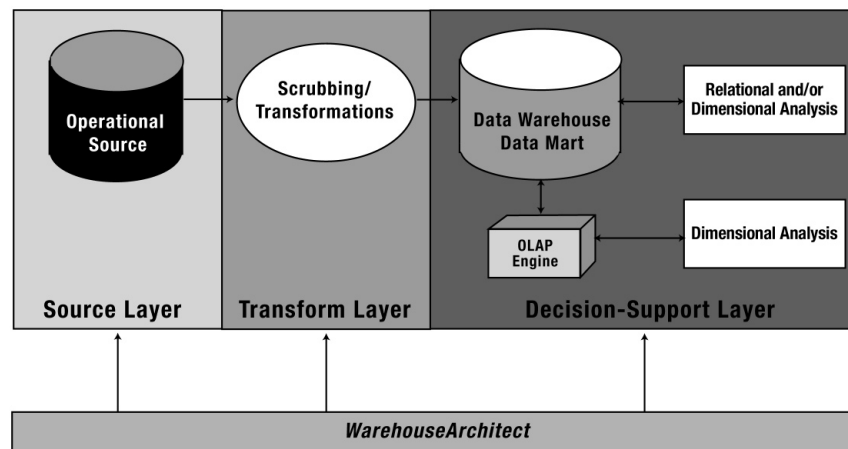 Operational
Source
Scrubbing/
Transformations
Data Warehouse
Data Mart
Relational and/or
Dimensional Analysis
OLAP
Engine
Dimensional Analysis
Source Layer
Transform Layer
Decision-Support Layer
WarehouseArchitect